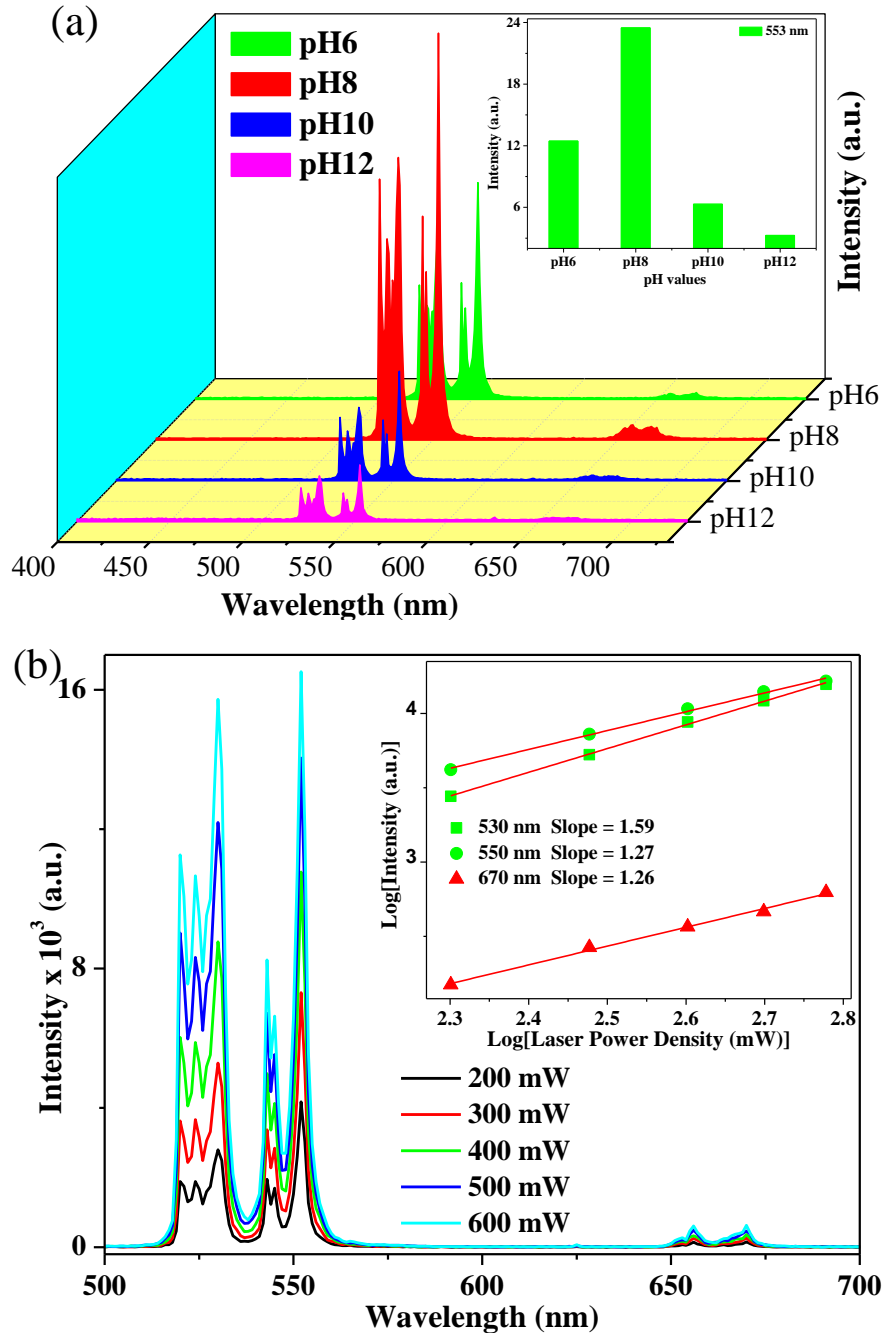 (a)
pH6
pH8
pH10
pH12
24
18
12
6
Intensity (a.u.)
553 nm
pH6 pH8 pH10 pH12
pH values
Intensity (a.u.)
pH6
pH8
pH10
pH12
400 450 500 550 600 650 700
Wavelength (nm)
(b)
16
8
0
Intensity x 10³ (a.u.)
4
3
Log[Intensity (a.u.)]
530 nm Slope = 1.59
550 nm Slope = 1.27
670 nm Slope = 1.26
2.3 2.4 2.5 2.6 2.7 2.8
Log[Laser Power Density (mW)]
200 mW
300 mW
400 mW
500 mW
600 mW
500 550 600 650 700
Wavelength (nm)